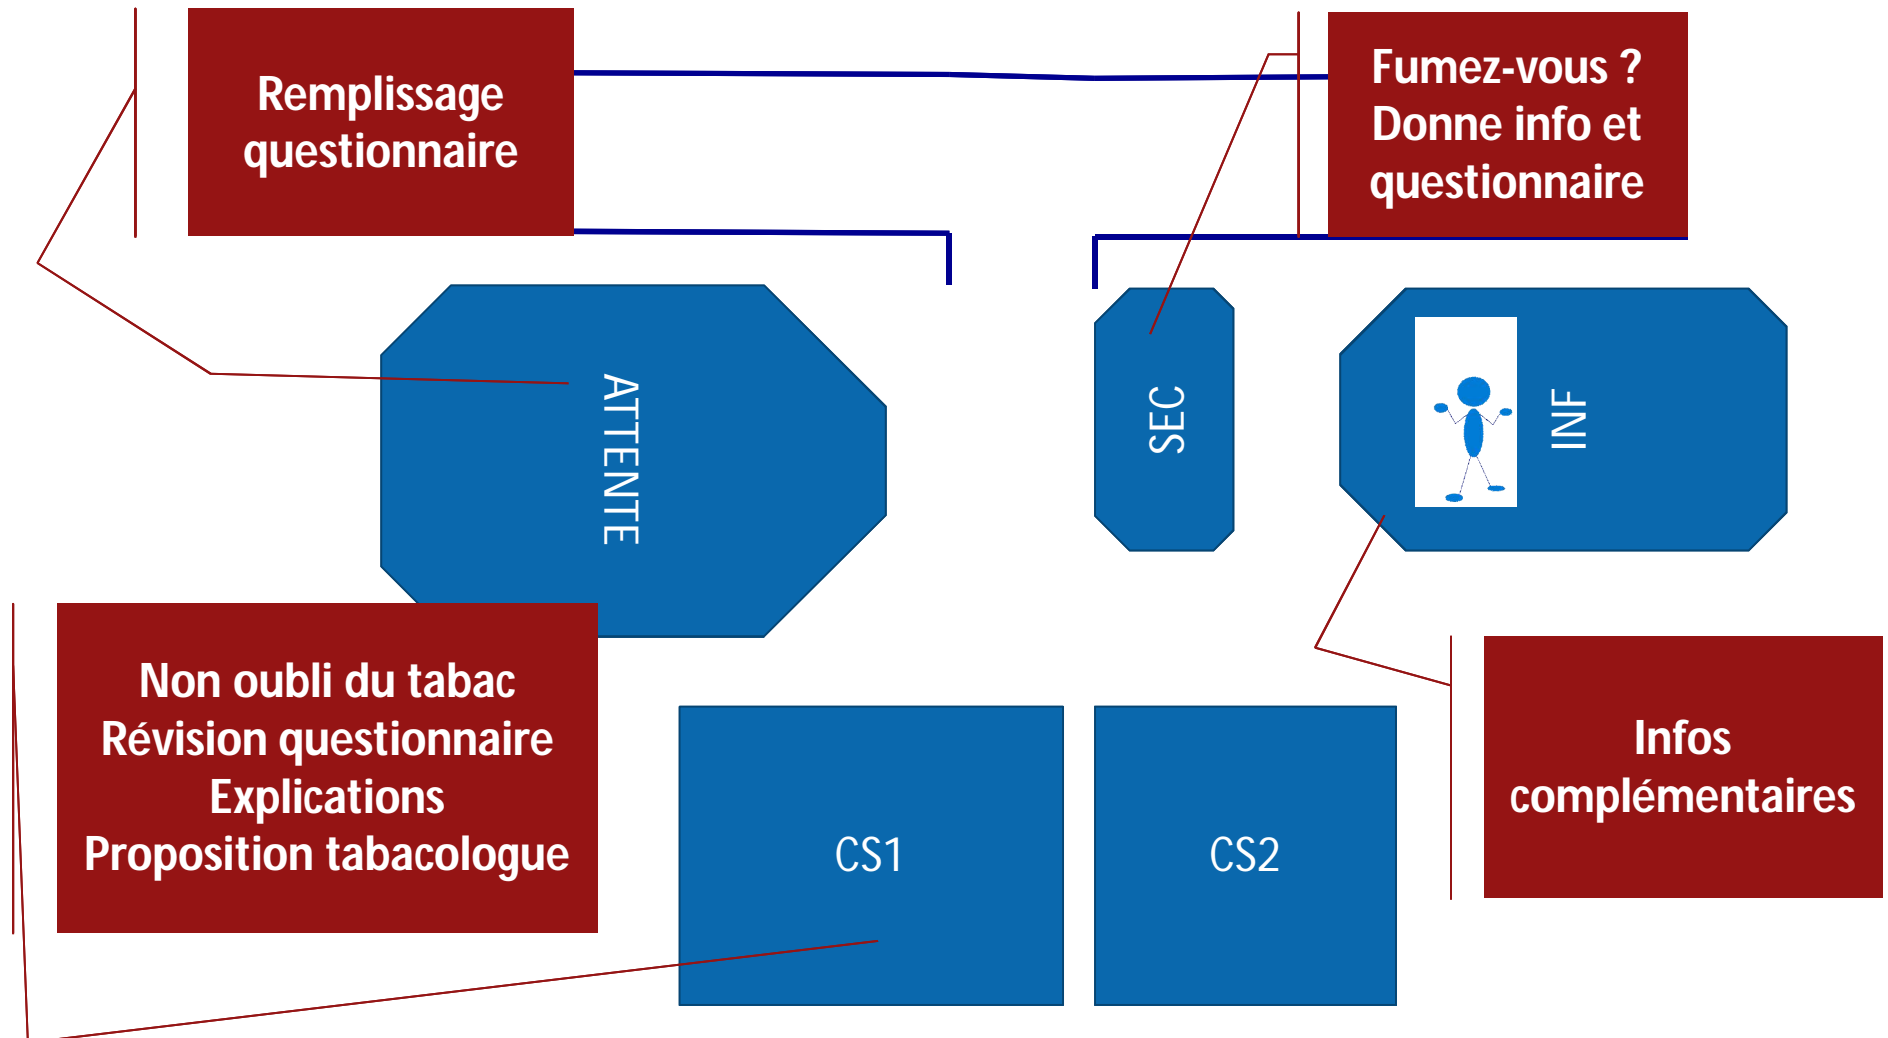 Remplissage
questionnaire
Fumez-vous ?
Donne info et
questionnaire
ATTENTE
SEC
INF
Non oubli du tabac
Révision questionnaire
Explications
Proposition tabacologue
CS1
CS2
Infos
complémentaires